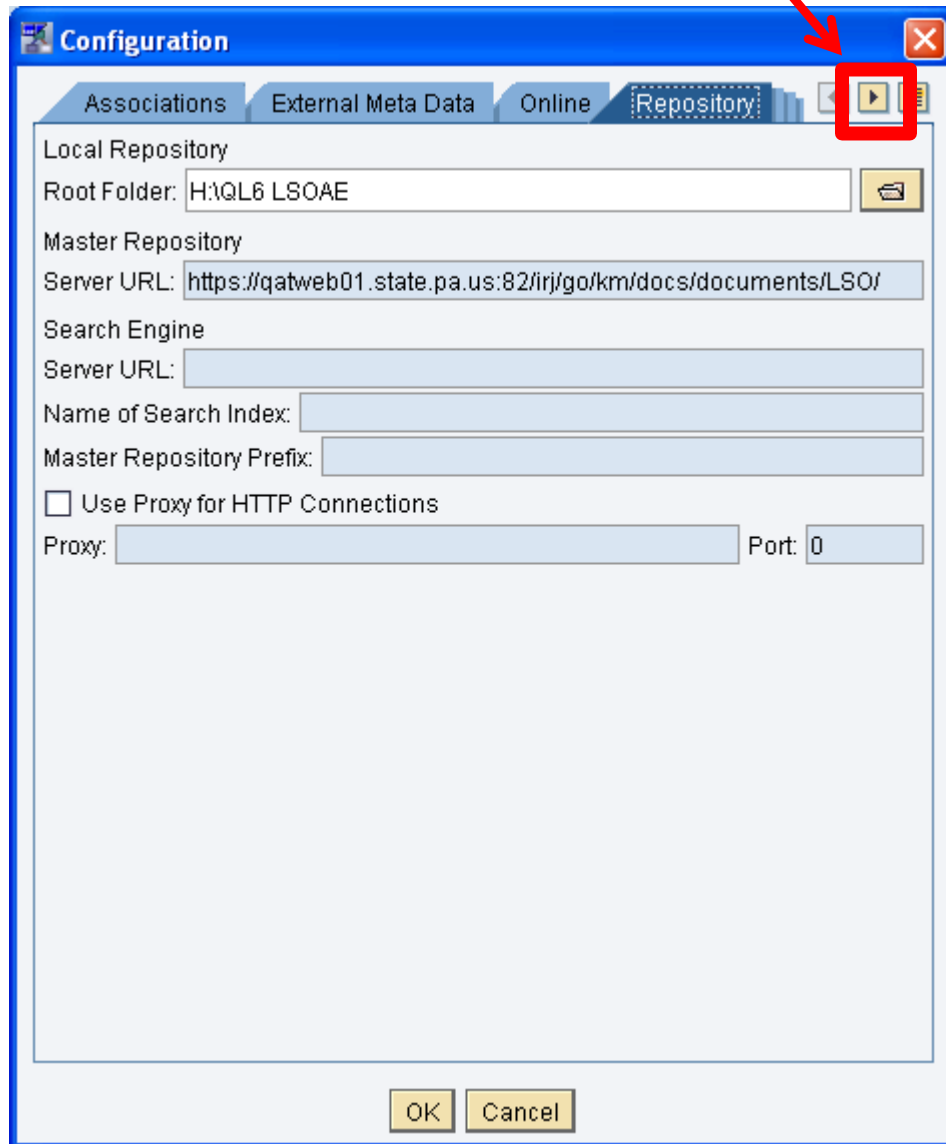 Configuration
Associations External Meta Data Online Repository
Local Repository
Root Folder: H:\QL6 LSOAE
Master Repository
Server URL: https://qatweb01.state.pa.us:82/irj/go/km/docs/documents/LSO/
Search Engine
Server URL:
Name of Search Index:
Master Repository Prefix:
Use Proxy for HTTP Connections
Proxy: Port: 0
OK Cancel